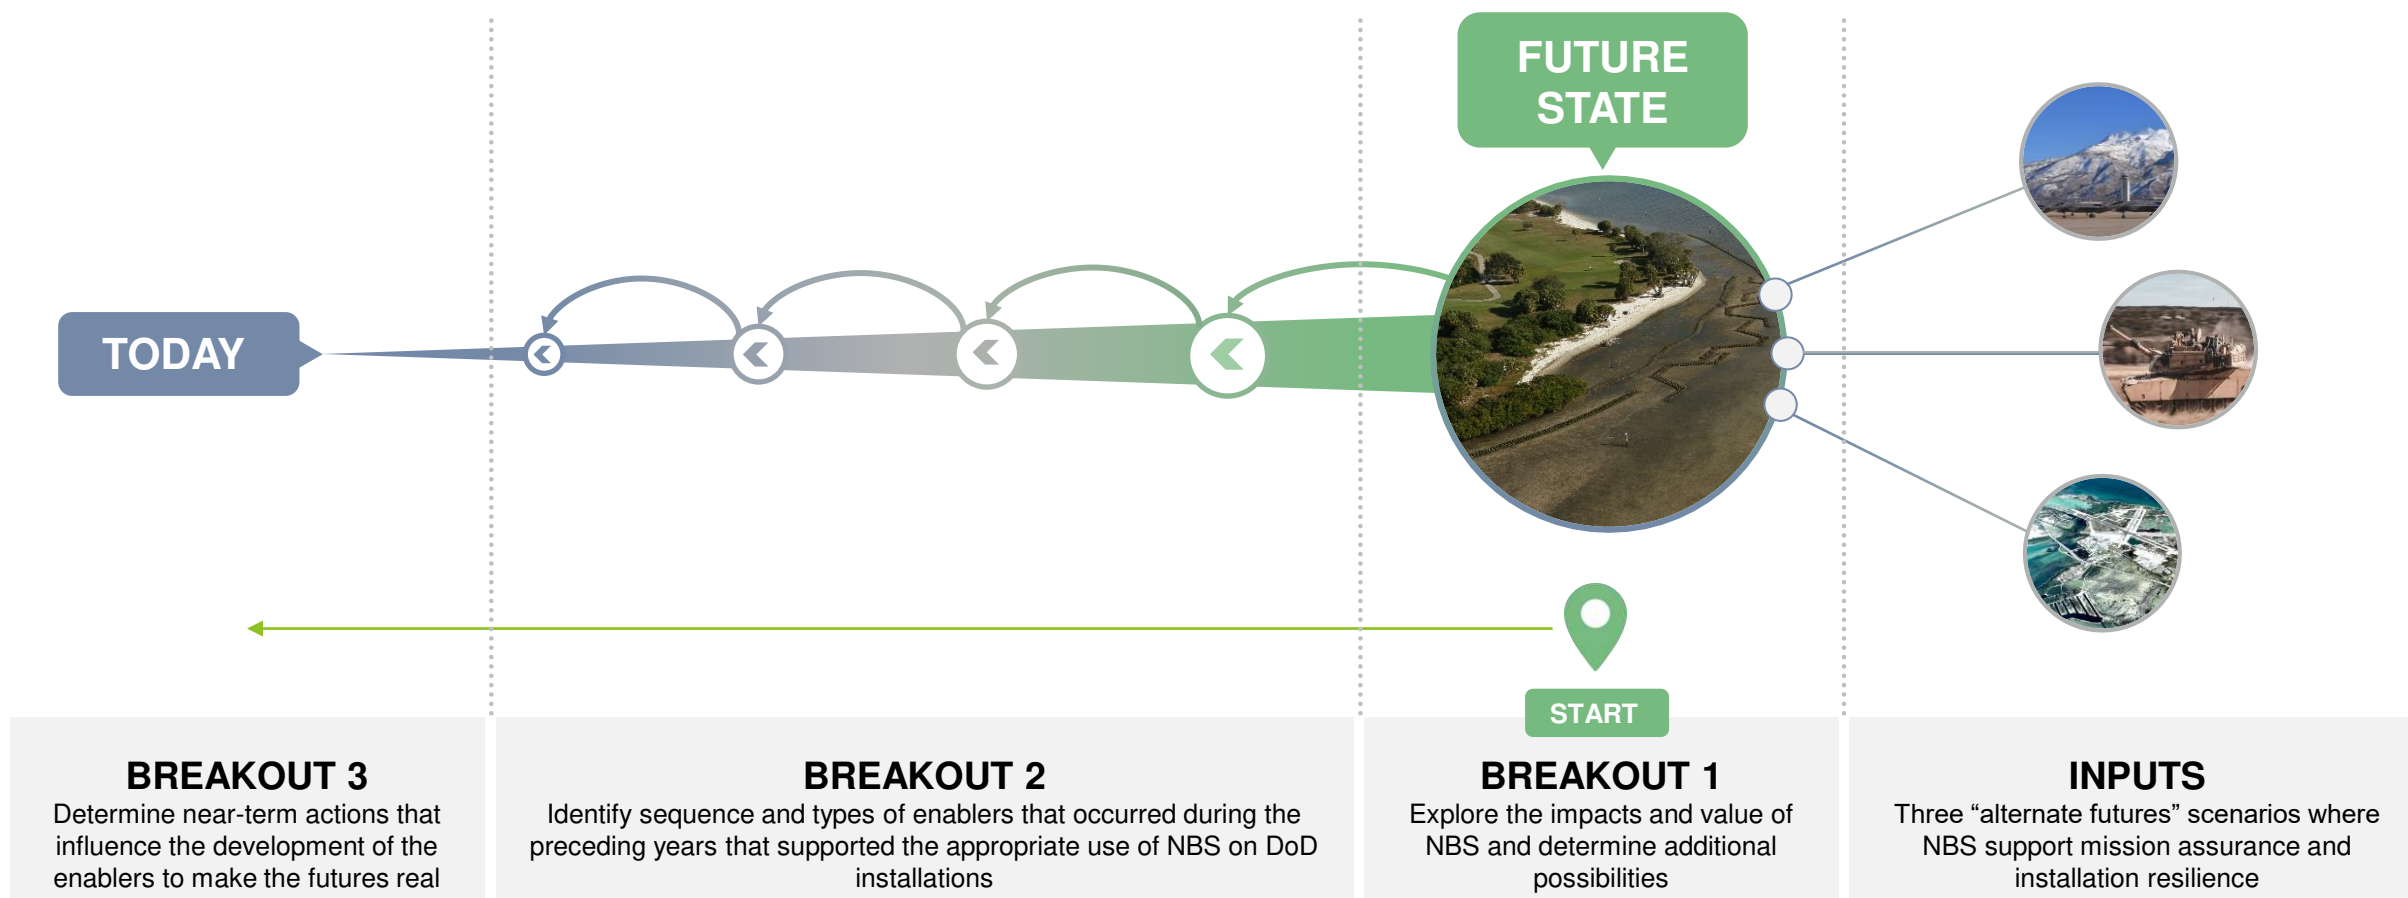 FUTURE
STATE
TODAY
START
BREAKOUT 3
Determine near-term actions that
influence the development of the
enablers to make the futures real
BREAKOUT 2
Identify sequence and types of enablers that occurred during the
preceding years that supported the appropriate use of NBS on DoD
installations
BREAKOUT 1
Explore the impacts and value of
NBS and determine additional
possibilities
INPUTS
Three “alternate futures” scenarios where
NBS support mission assurance and
installation resilience